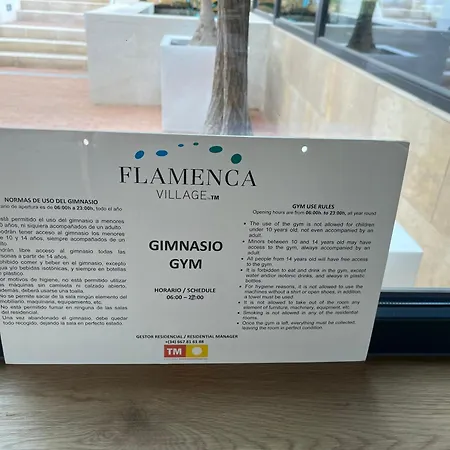 FLAMENCA
VILLAGE.TM
NORMAS DE USO DEL GIMNASIO
de apertura es de 06:00h a 23:00h, todo el año
está permitido el uso del gimnasio a menores
años, ni siquiera acompañados de un adulto
tener acceso al gimnasio los menores
10 y 14 años, siempre acompañados de un
libre acceso al gimnasio todas las
a partir de 14 años.
comer y beber en el gimnasio, excepto
y/o bebidas isotónicas, y siempre en botellas
plástico
motivos de higiene, no está permitido utilizar
máquinas sin camiseta ni calzado abierto.
deberá usarse una toalla.
No se permite sacar de la sala ningún elemento del
mobiliario, maquinaria, equipamiento, etc.
No está permitido fumar en ninguna de las salas
del residencial.
Una vez abandonado el gimnasio, debe quedar
todo recogido, dejando la sala en perfecto estado.
GIMNASIO
GYM
HORARIO / SCHEDULE
06:00 –
GYM USE RULES
Opening hours are from 06:00h. to 23:00h, all year round
• The use of the gym is not allowed for children
under 10 years old, not even accompanied by an
adult.
• Minors between 10 and 14 years old may have
access to the gym, always accompanied by an
adult.
• All people from 14 years old will have free access
to the gym.
• It is forbidden to eat and drink in the gym, except
water and/or isotonic drinks, and always in plastic
bottles.
• For hygiene reasons, it is not allowed to use the
machines without a shirt or open shoes, in addition,
a towel must be used.
• It is not allowed to take out of the room any
element of furniture, machinery, equipment, etc.
• Smoking is not allowed in any of the residential
rooms.
• Once the gym is left, everything must be collected,
leaving the room in perfect condition.
GESTOR RESIDENCIAL / RESIDENTIAL MANAGER
TM